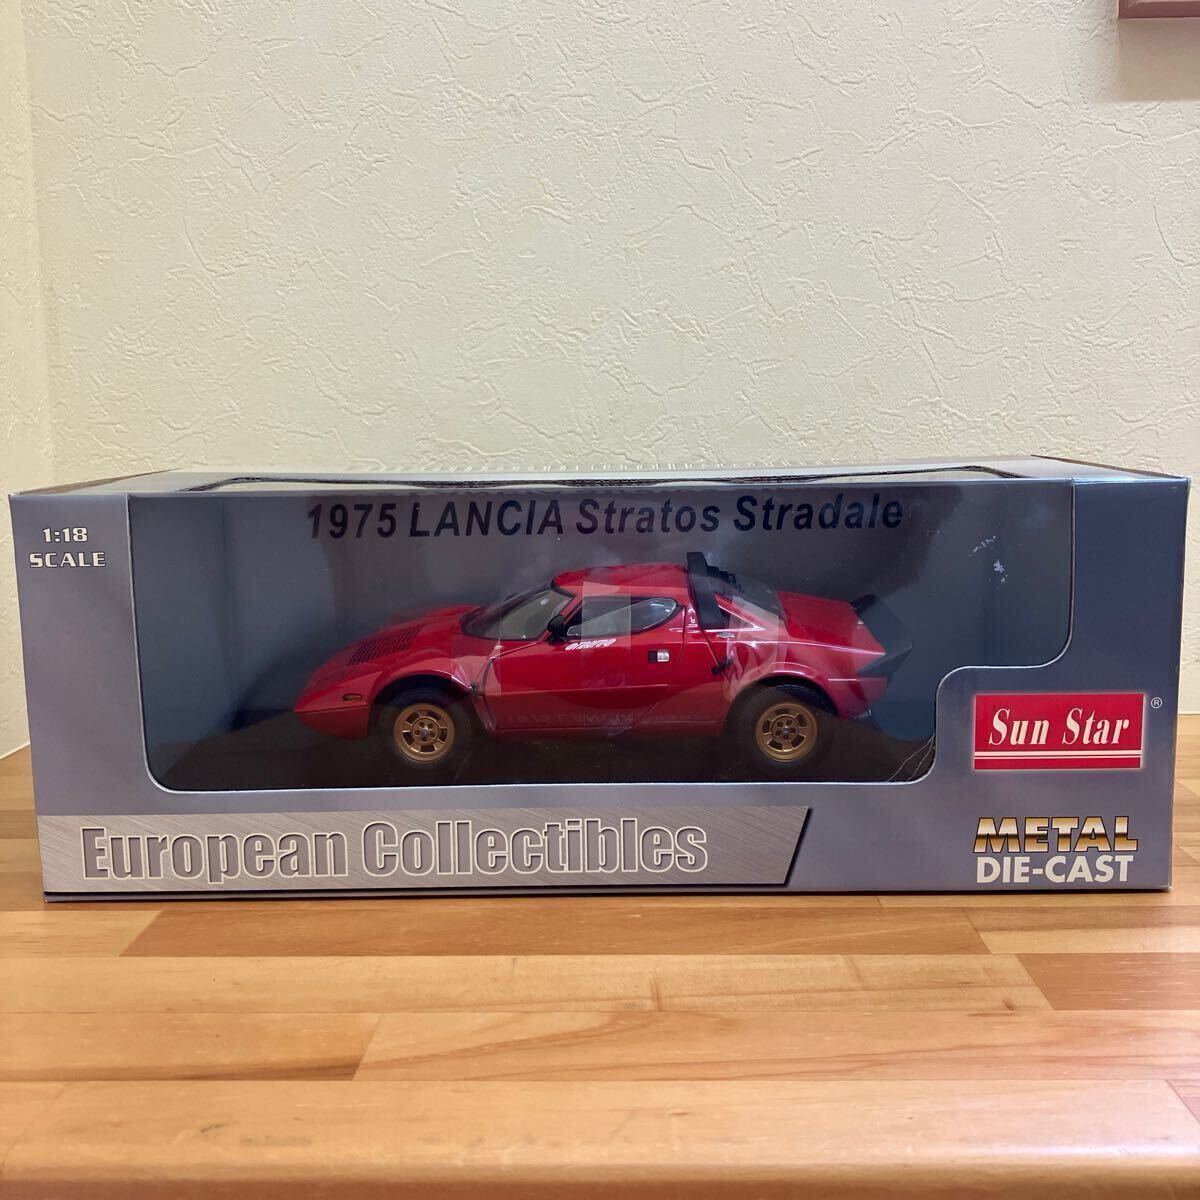 1:18
SCALE
1975 LANCIA Stratos Stradale
Sun Star
®
European Collectibles
METAL
DIE-CAST